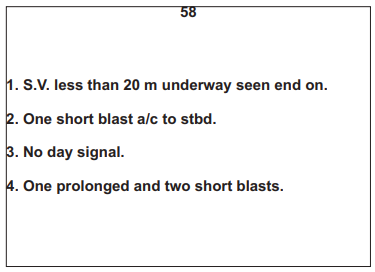 58
1. S.V. less than 20 m underway seen end on.
2. One short blast a/c to stbd.
3. No day signal.
4. One prolonged and two short blasts.